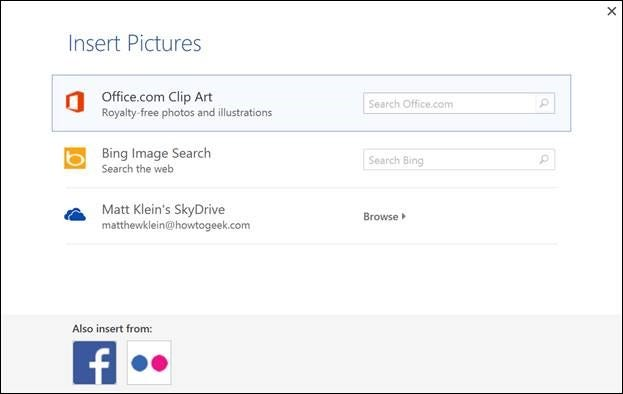 Insert Pictures
Office.com Clip Art
Royalty-free photos and illustrations
Search Office.com
Bing Image Search
Search the web
Search Bing
Matt Klein's SkyDrive
matthewklein@howtogeek.com
Browse
Also insert from: